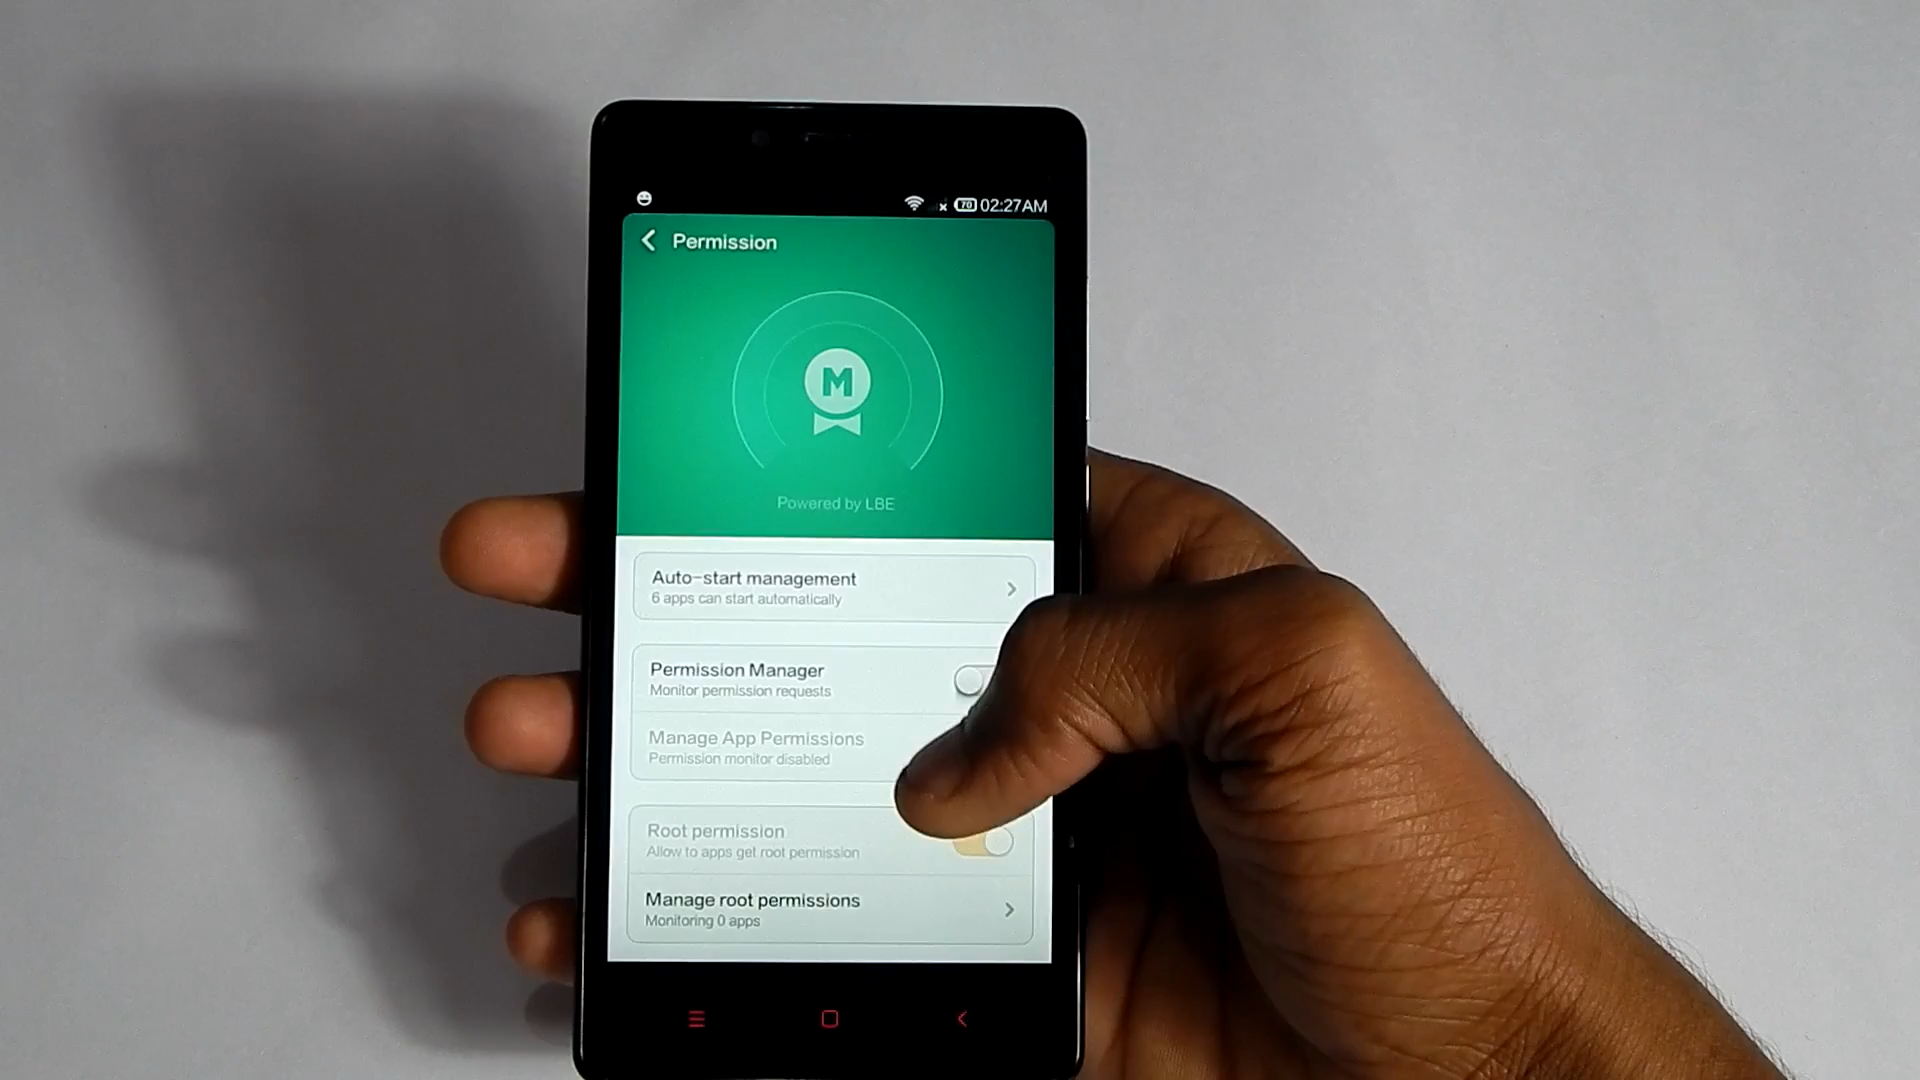 70 02:27AM
Permission
M
Powered by LBE
Auto-start management
6 apps can start automatically
Permission Manager
Monitor permission requests
Manage App Permissions
Permission monitor disabled
Root permission
Allow to apps get root permission
Manage root permissions
Monitoring 0 apps